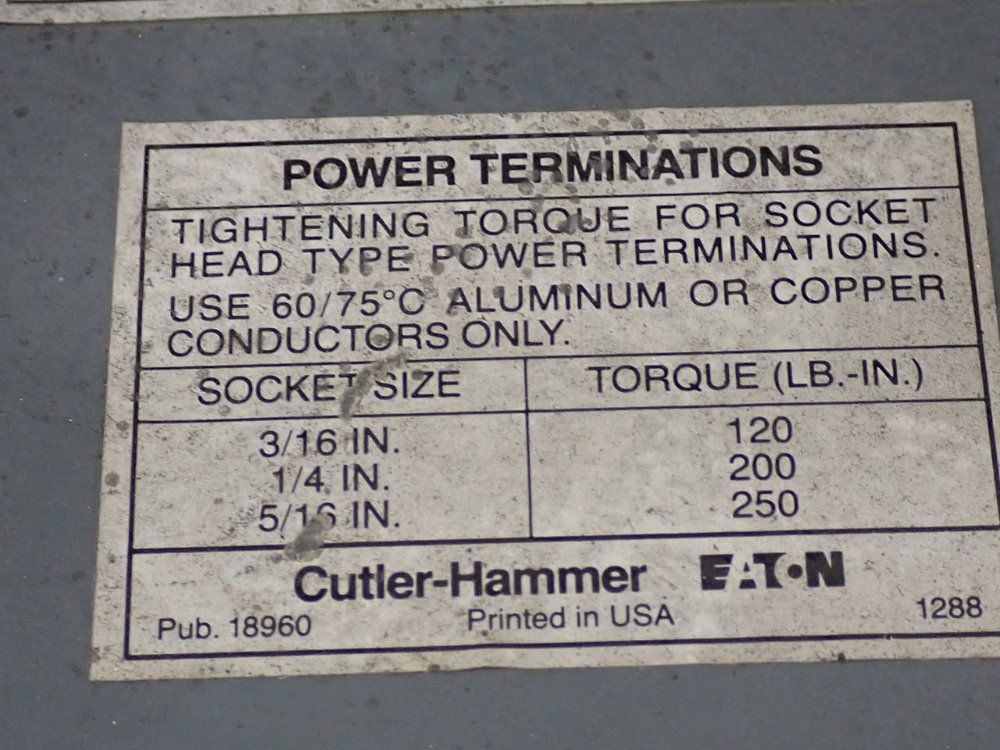 POWER TERMINATIONS
TIGHTENING TORQUE FOR SOCKET
HEAD TYPE POWER TERMINATIONS.
USE 60/75°C ALUMINUM OR COPPER
CONDUCTORS ONLY.
SOCKET SIZE TORQUE (LB.-IN.)
3/16 IN. 120
1/4 IN. 200
5/16 IN. 250
Cutler-Hammer EAT•N
Pub. 18960 Printed in USA 1288